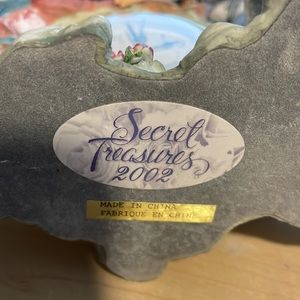 Secret
Treasures
2002
MADE IN CHINA
FABRIQUE EN CHINE